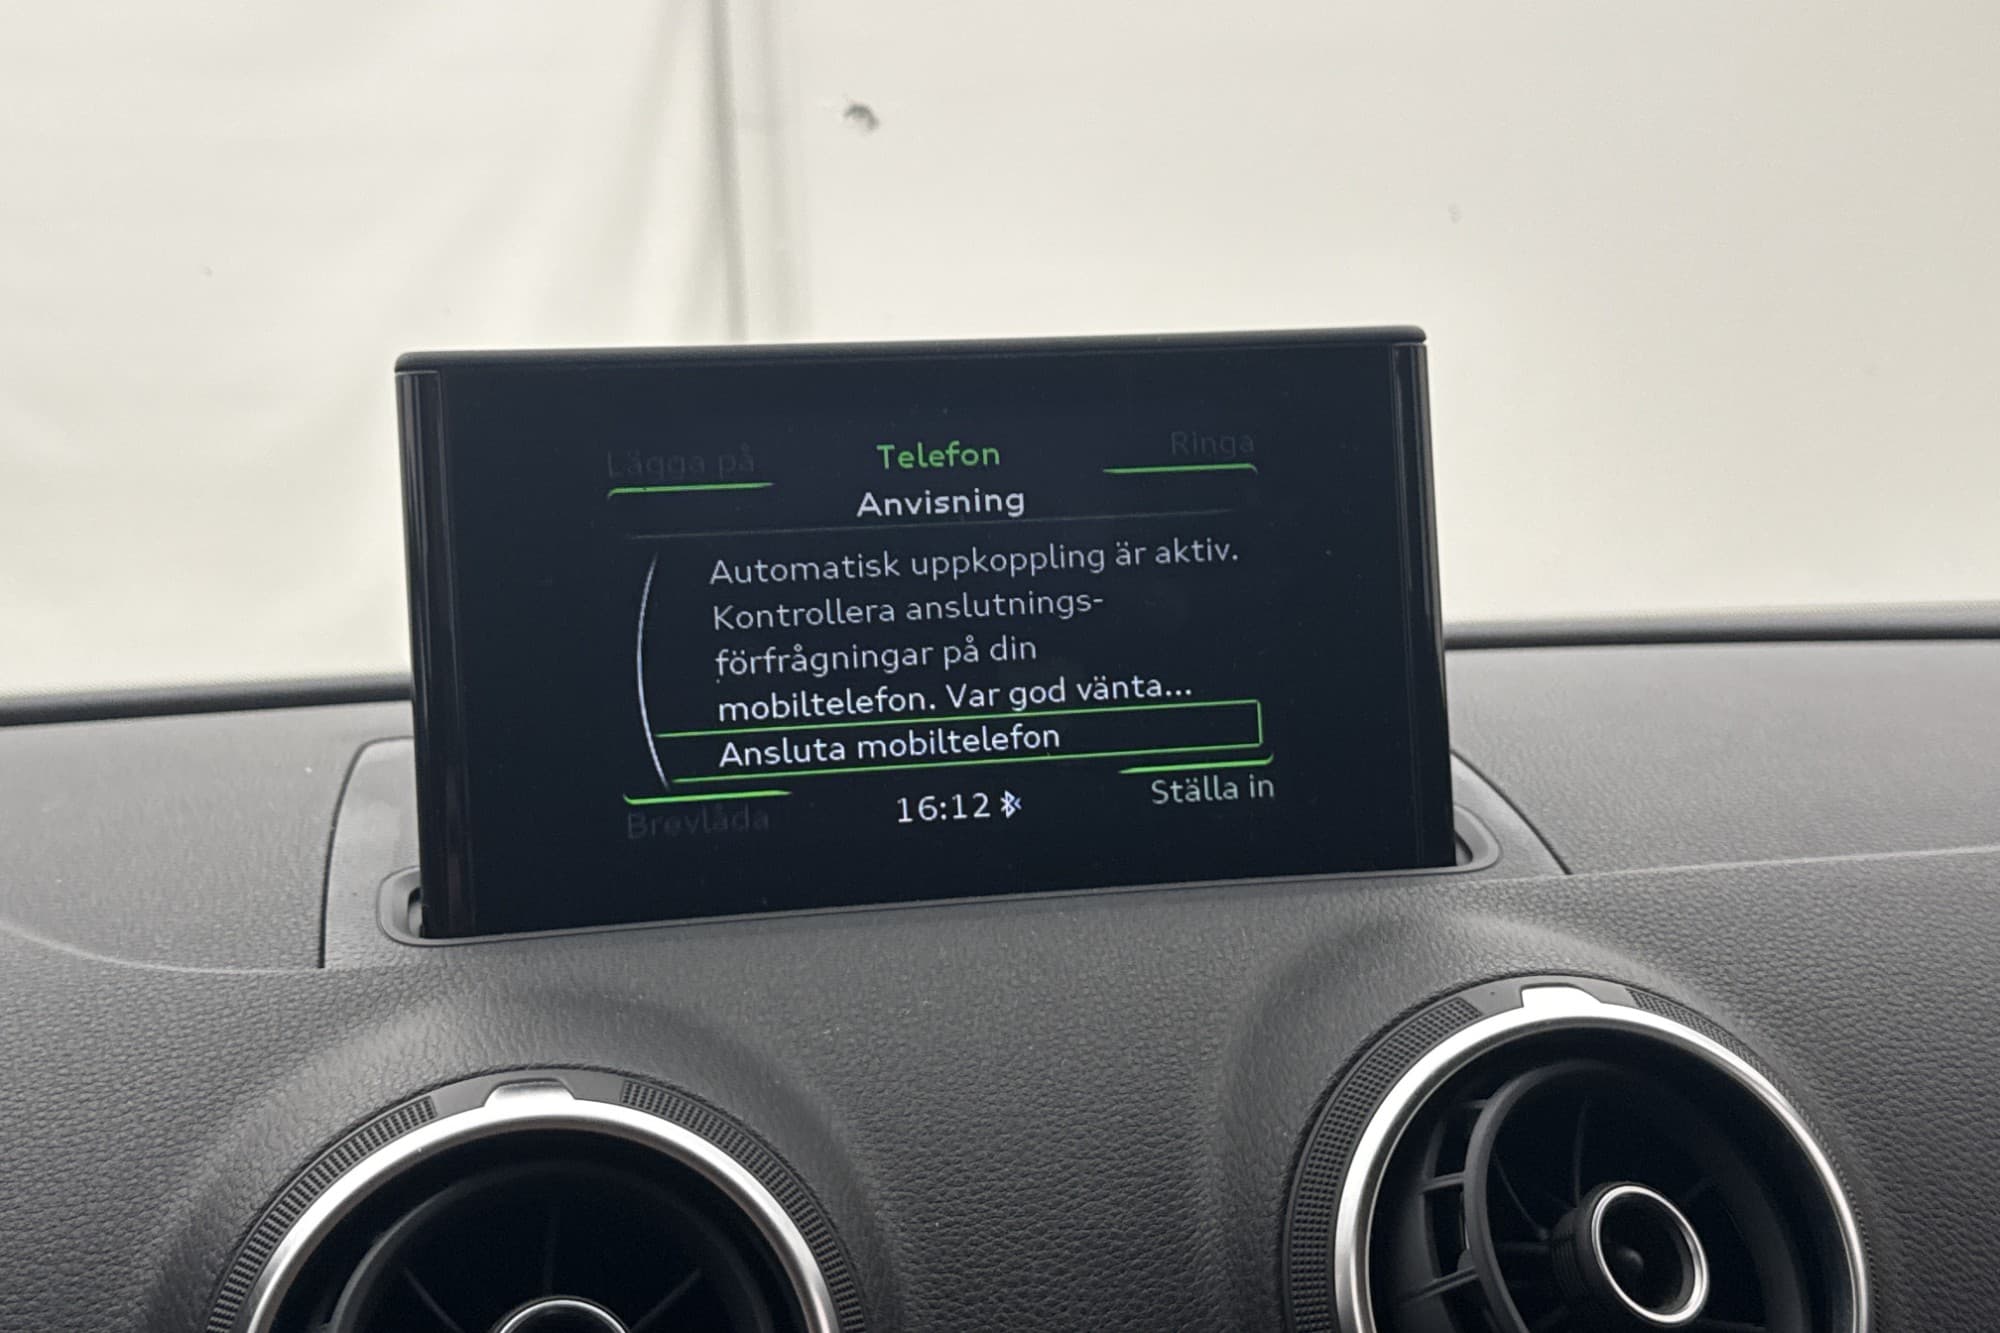 Lägga på
Telefon
Ringa
Anvisning
Automatisk uppkoppling är aktiv.
Kontrollera anslutnings-
förfrågningar på din
mobiltelefon. Var god vänta...
Ansluta mobiltelefon
Brevlåda
16:12
Ställa in